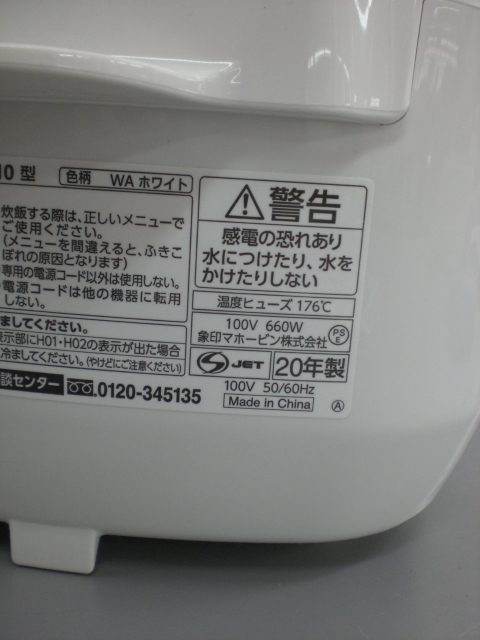 10 型
色柄 WA ホワイト
炊飯する際は、正しいメニューで
ご使用ください。
(メニューを間違えると、ふきこ
ぼれの原因となります)
専用の電源コード以外は使用しない。
電源コードは他の機器に転用
しない。
ましてください。
示部にH01・H02の表示が出た場合
冷ましてください。(やけどにご注意ください)
談センター 0120-345135
警告
感電の恐れあり
水につけたり、水を
かけたりしない
温度ヒューズ 176℃
100V 660W
象印マホービン株式会社
PSE
S JET 20年製
100V 50/60Hz
Made in China A